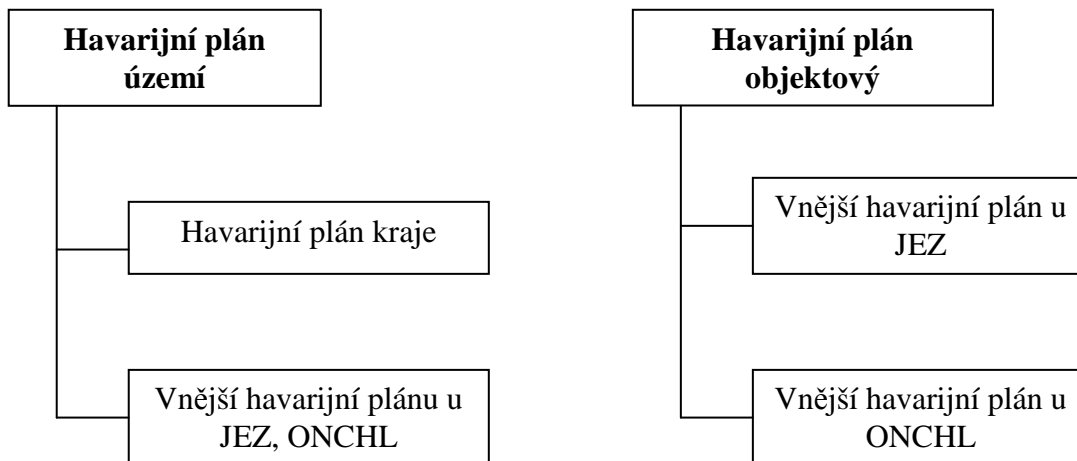 Havarijní plán
území
Havarijní plán kraje
Vnější havarijní plánu u
JEZ, ONCHL
Havarijní plán
objektový
Vnější havarijní plán u
JEZ
Vnější havarijní plán u
ONCHL